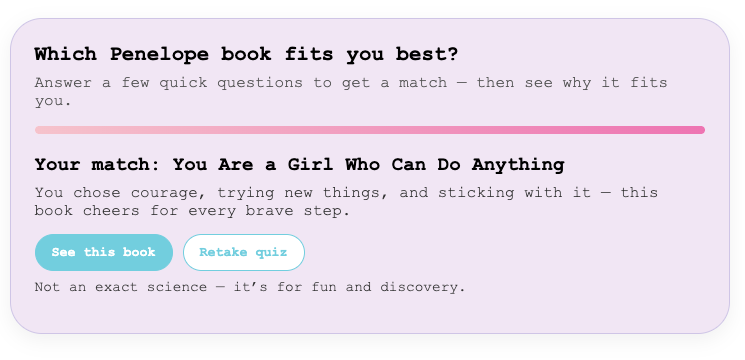 Which Penelope book fits you best?
Answer a few quick questions to get a match — then see why it fits
you.
Your match: You Are a Girl Who Can Do Anything
You chose courage, trying new things, and sticking with it — this
book cheers for every brave step.
See this book
Retake quiz
Not an exact science — it’s for fun and discovery.